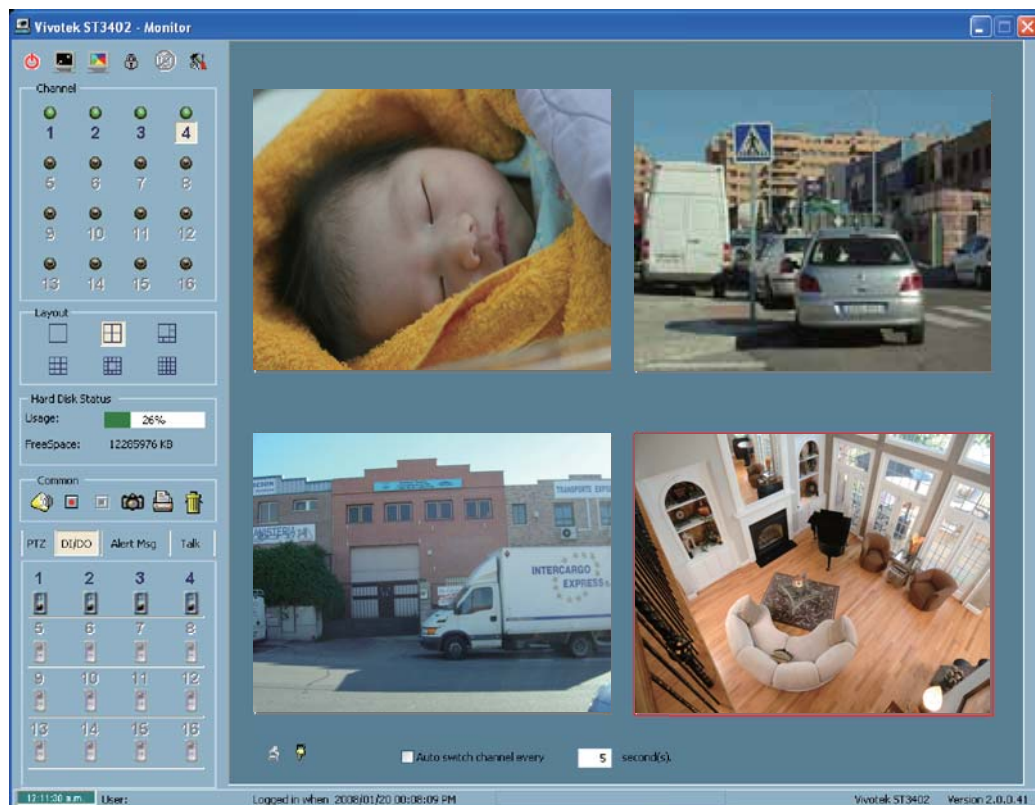 Vivotek ST3402 - Monitor
Channel
1 2 3 4
5 6 7 8
9 10 11 12
13 14 15 16
Layout
Hard Disk Status
Usage: 26%
FreeSpace: 12285976 KB
Common
PTZ DI/DO Alert Msg Talk
1 2 3 4
5 6 7 8
9 10 11 12
13 14 15 16
TRANSPORTE
INTERCARGO
EXPRESS
Auto switch channel every 5 second(s).
User:
Logged in when 2008/01/20 00:08:09 PM
Vivotek ST3402
Version 2.0.0.41